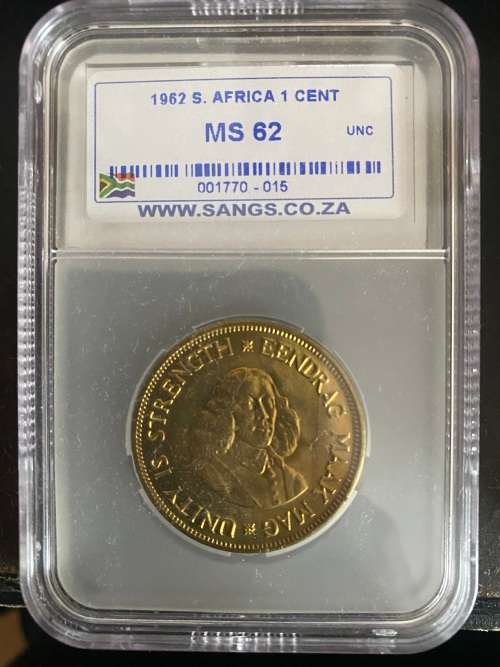 1962 S. AFRICA 1 CENT
MS 62 UNC
001770 - 015
WWW.SANGS.CO.ZA
UNITY IS STRENGTH * EENDRAG MAAK MAG *